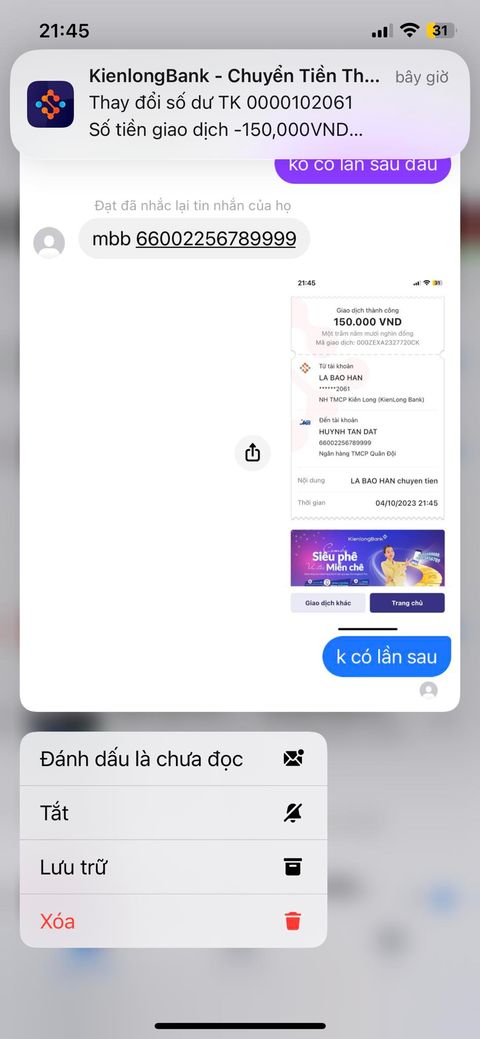 21:45
31
KienlongBank - Chuyển Tiền Th...
bây giờ
Thay đổi số dư TK 0000102061
Số tiền giao dịch -150,000VND...
ko có lần sau đâu
Đạt đã nhắc lại tin nhắn của họ
mbb 66002256789999
21:45
Giao dịch thành công
150.000 VND
Một trăm năm mươi nghìn đồng
Mã giao dịch: 000ZEXA2327720CK
Từ tài khoản
LA BAO HAN
******2061
NH TMCP Kiên Long (KienLong Bank)
Đến tài khoản
HUYNH TAN DAT
66002256789999
Ngân hàng TMCP Quân Đội
Nội dung
LA BAO HAN chuyen tien
Thời gian
04/10/2023 21:45
KienlongBank
Siêu phê
Miễn chê
Giao dịch khác
Trang chủ
k có lần sau
Đánh dấu là chưa đọc
Tắt
Lưu trữ
Xóa